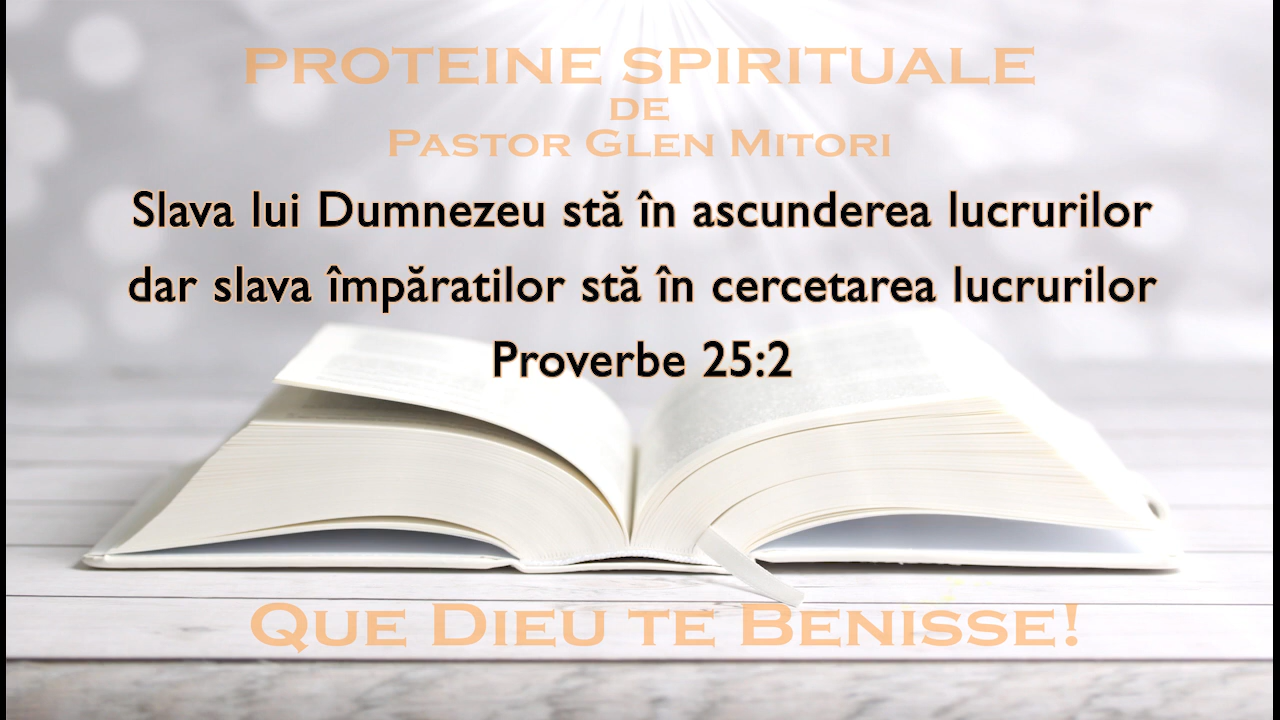 PROTEINE SPIRITUALE
DE
PASTOR GLEN MITORI
Slava lui Dumnezeu stă în ascunderea lucrurilor
dar slava împăratilor stă în cercetarea lucrurilor
Proverbe 25:2
QUE DIEU TE BENISSE!